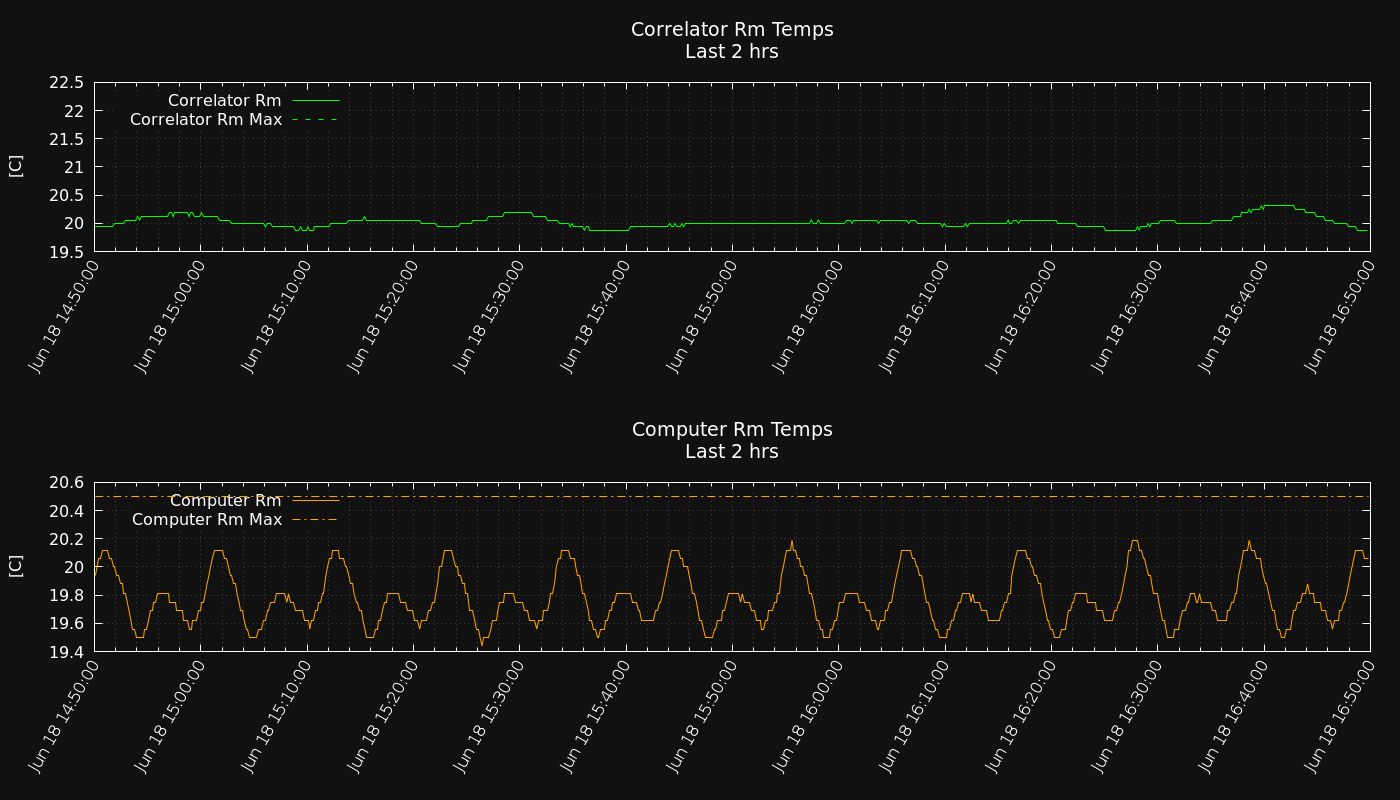 Correlator Rm Temps
Last 2 hrs
22.5
22
21.5
21
20.5
20
19.5
[C]
Correlator Rm
Correlator Rm Max
Jun 18 14:50:00
Jun 18 15:00:00
Jun 18 15:10:00
Jun 18 15:20:00
Jun 18 15:30:00
Jun 18 15:40:00
Jun 18 15:50:00
Jun 18 16:00:00
Jun 18 16:10:00
Jun 18 16:20:00
Jun 18 16:30:00
Jun 18 16:40:00
Jun 18 16:50:00
Computer Rm Temps
Last 2 hrs
20.6
20.4
20.2
20
19.8
19.6
19.4
[C]
Computer Rm
Computer Rm Max
Jun 18 14:50:00
Jun 18 15:00:00
Jun 18 15:10:00
Jun 18 15:20:00
Jun 18 15:30:00
Jun 18 15:40:00
Jun 18 15:50:00
Jun 18 16:00:00
Jun 18 16:10:00
Jun 18 16:20:00
Jun 18 16:30:00
Jun 18 16:40:00
Jun 18 16:50:00